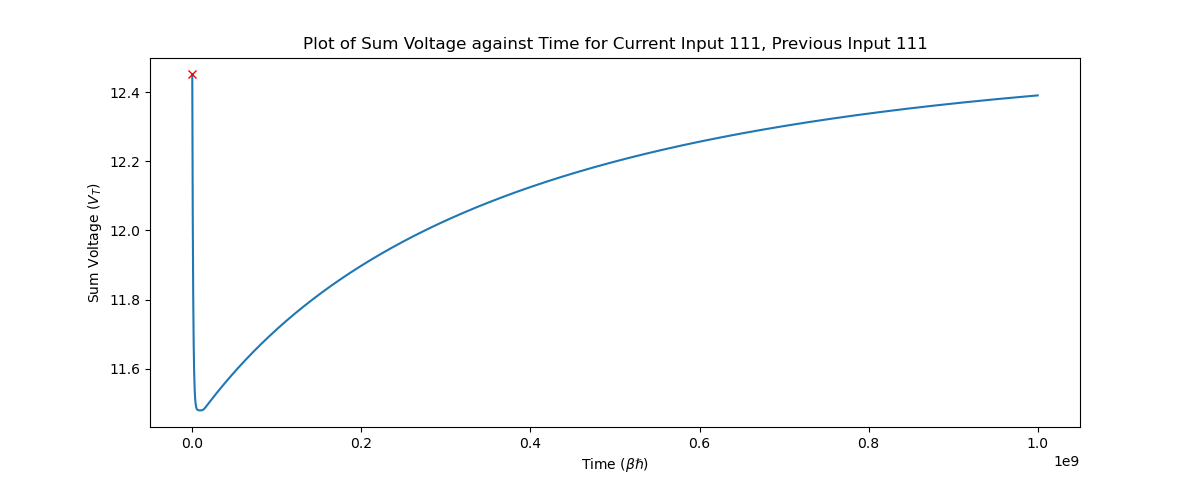 Plot of Sum Voltage against Time for Current Input 111, Previous Input 111
Sum Voltage (V_T)
12.4
12.2
12.0
11.8
11.6
0.0 0.2 0.4 0.6 0.8 1.0
1e9
Time (βℏ)